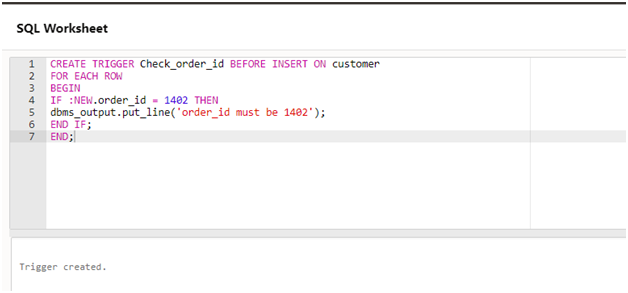 SQL Worksheet
1 CREATE TRIGGER Check_order_id BEFORE INSERT ON customer
2 FOR EACH ROW
3 BEGIN
4 IF :NEW.order_id = 1402 THEN
5 dbms_output.put_line('order_id must be 1402');
6 END IF;
7 END;
Trigger created.